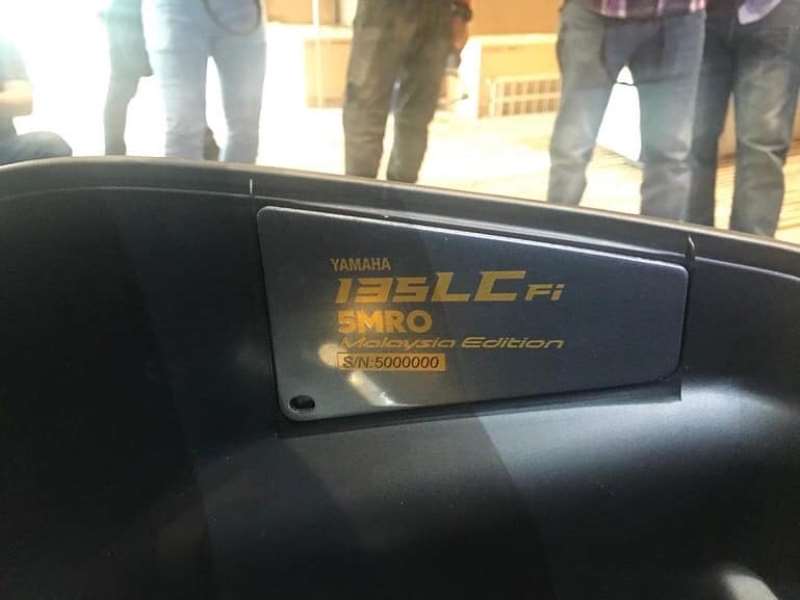 YAMAHA
135LC Fi
5MRO
Malaysia Edition
S/N:5000000